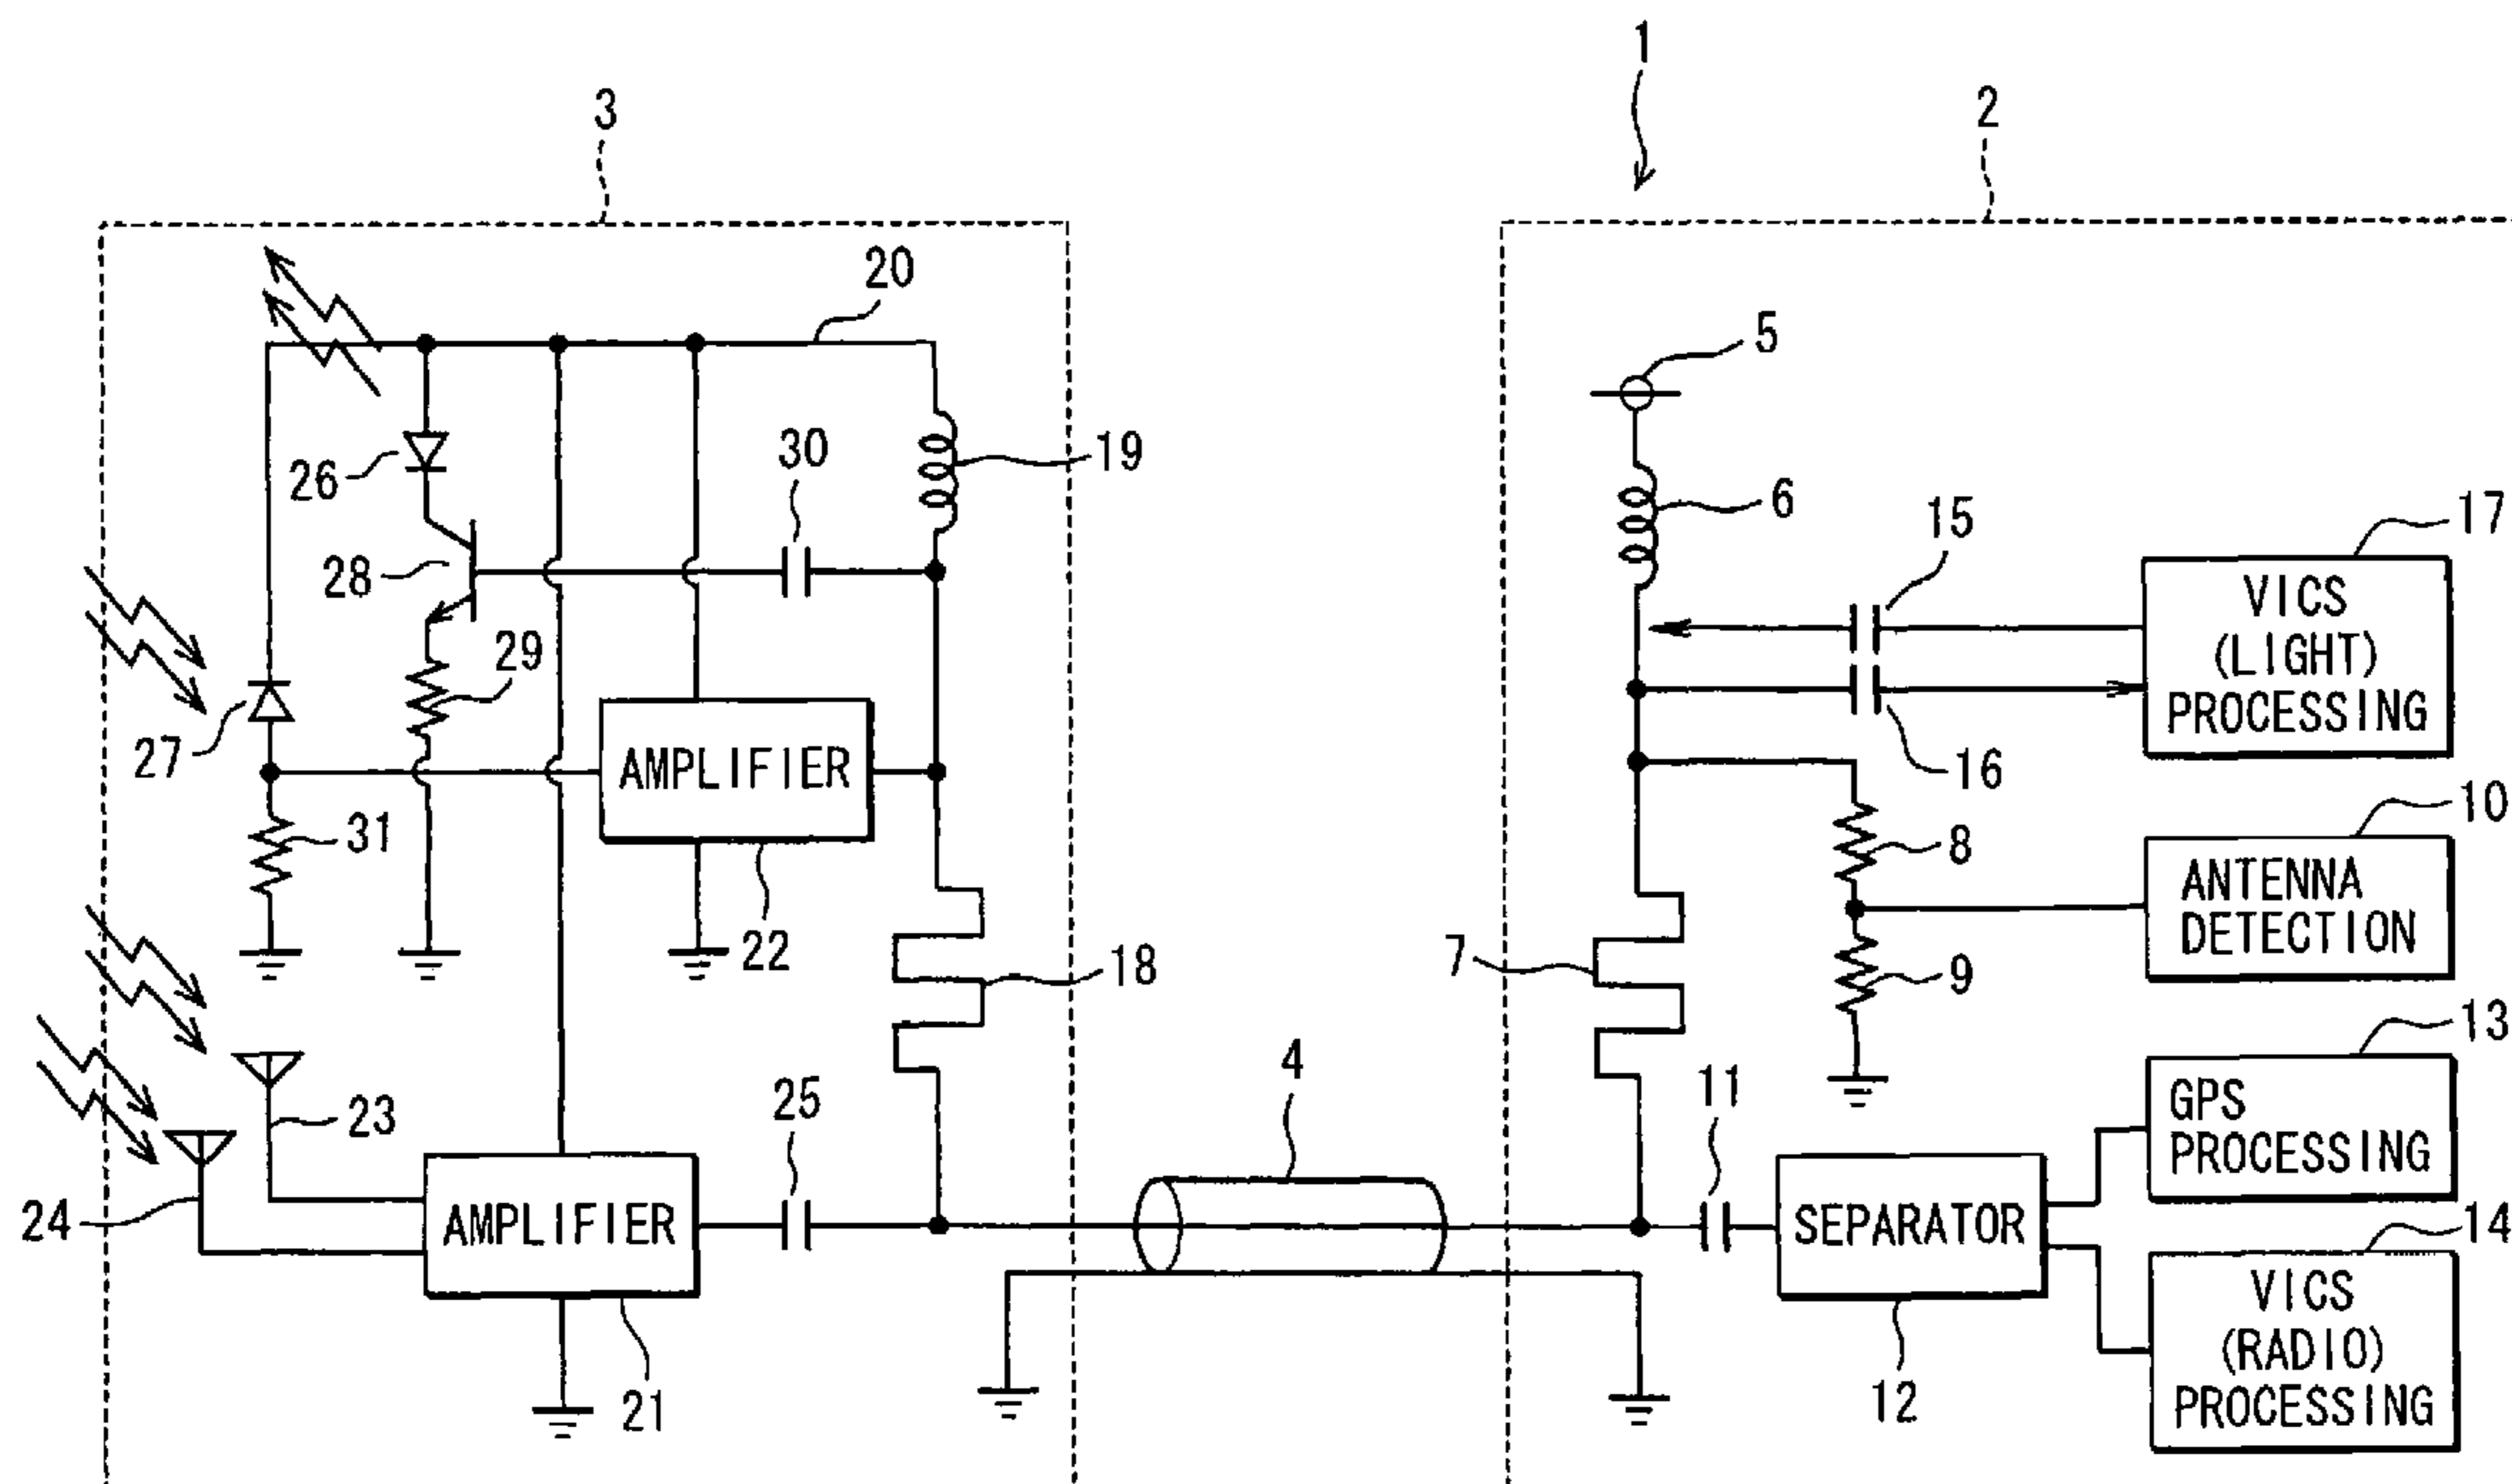 1
3
2
20
5
30
19
26
6
15
17
28
VICS
(LIGHT)
PROCESSING
29
27
AMPLIFIER
16
10
31
8
ANTENNA
DETECTION
22
18
7
9
13
4
11
GPS
PROCESSING
23
25
24
AMPLIFIER
SEPARATOR
14
VICS
(RADIO)
PROCESSING
21
12